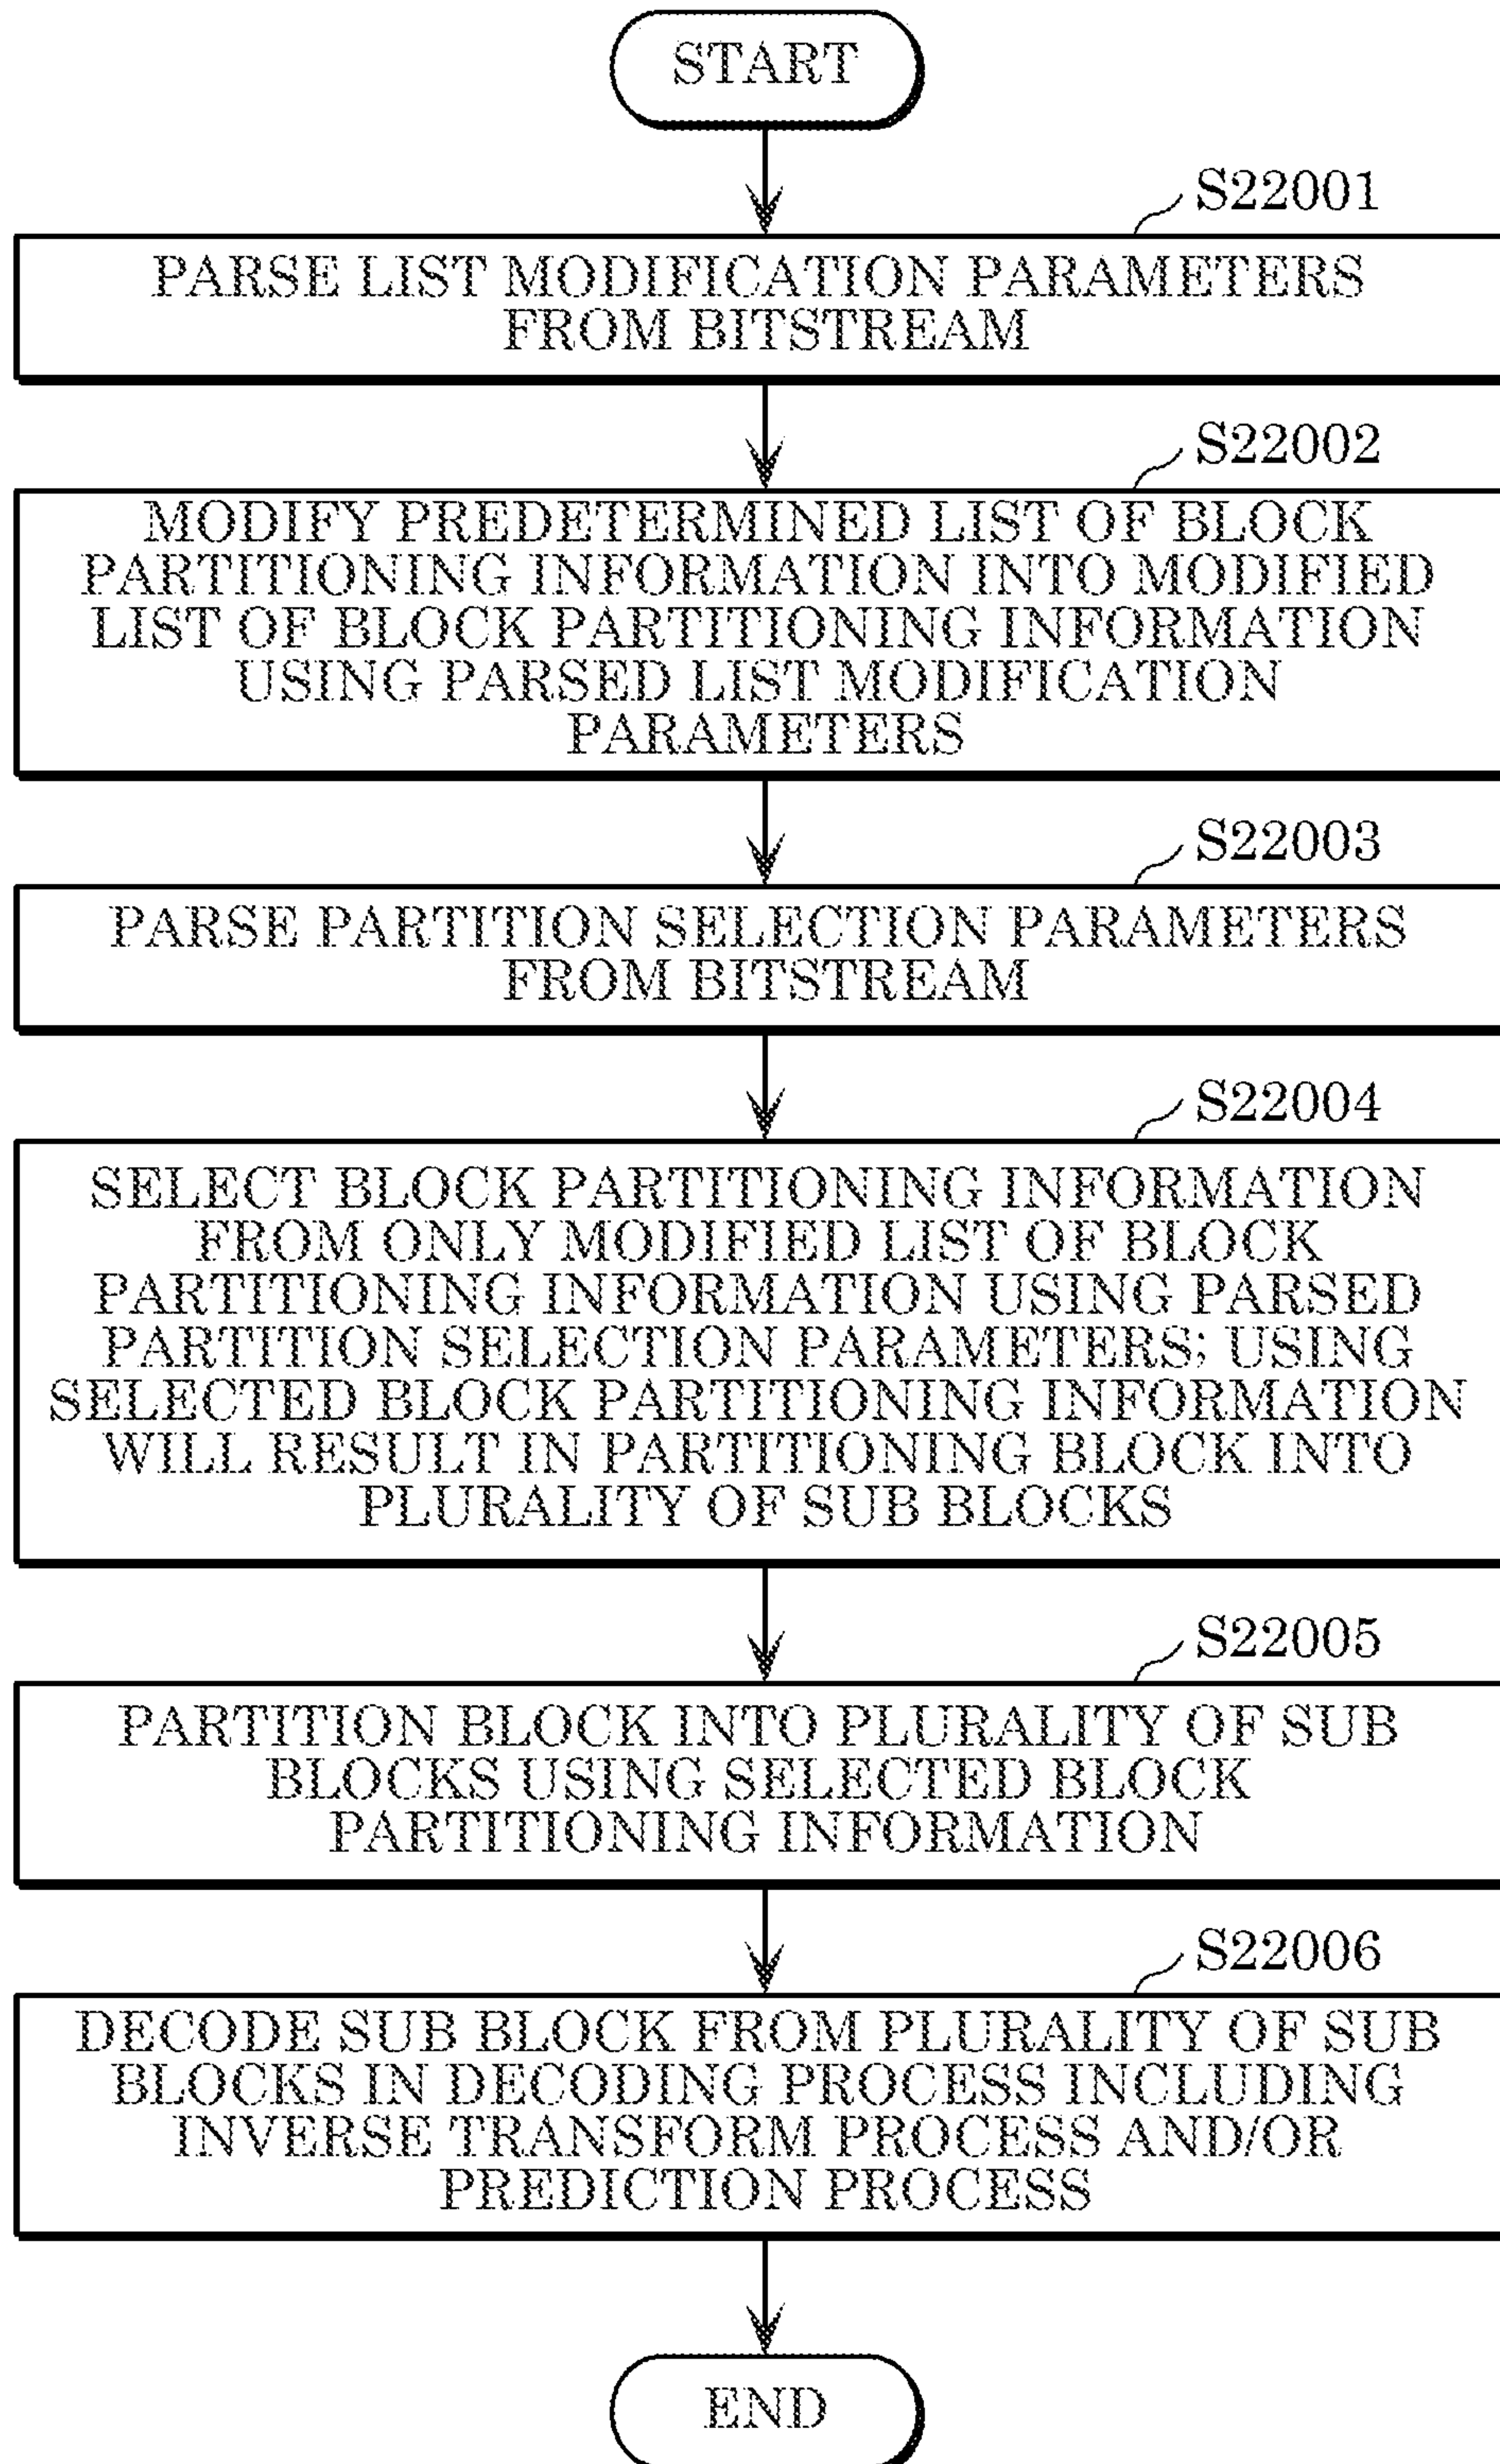 START
S22001
PARSE LIST MODIFICATION PARAMETERS
FROM BITSTREAM
S22002
MODIFY PREDETERMINED LIST OF BLOCK
PARTITIONING INFORMATION INTO MODIFIED
LIST OF BLOCK PARTITIONING INFORMATION
USING PARSED LIST MODIFICATION
PARAMETERS
S22003
PARSE PARTITION SELECTION PARAMETERS
FROM BITSTREAM
S22004
SELECT BLOCK PARTITIONING INFORMATION
FROM ONLY MODIFIED LIST OF BLOCK
PARTITIONING INFORMATION USING PARSED
PARTITION SELECTION PARAMETERS; USING
SELECTED BLOCK PARTITIONING INFORMATION
WILL RESULT IN PARTITIONING BLOCK INTO
PLURALITY OF SUB BLOCKS
S22005
PARTITION BLOCK INTO PLURALITY OF SUB
BLOCKS USING SELECTED BLOCK
PARTITIONING INFORMATION
S22006
DECODE SUB BLOCK FROM PLURALITY OF SUB
BLOCKS IN DECODING PROCESS INCLUDING
INVERSE TRANSFORM PROCESS AND/OR
PREDICTION PROCESS
END